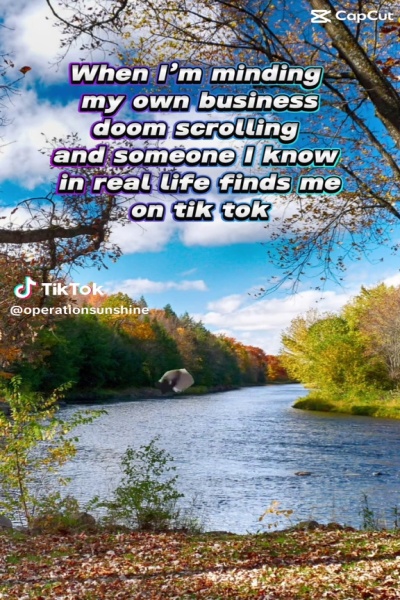 CapCut
When I'm minding
my own business
doom scrolling
and someone I know
in real life finds me
on tik tok
TikTok
@operationsunshine